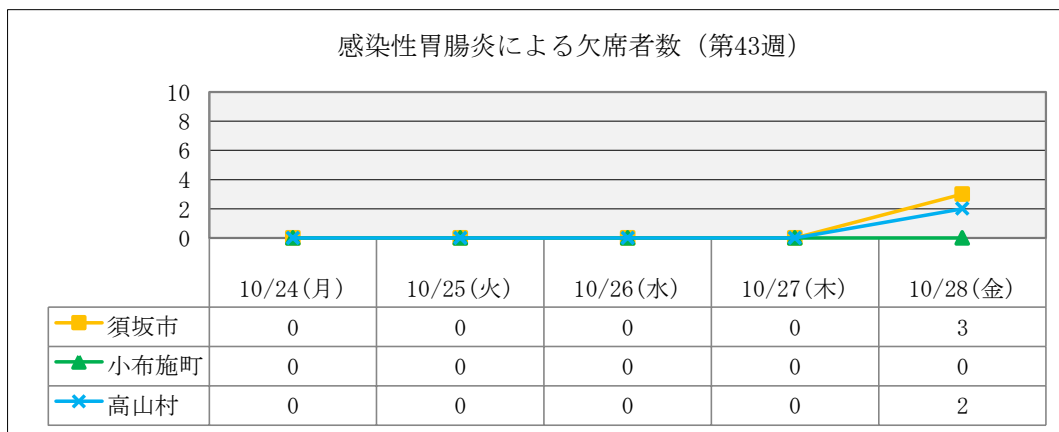 感染性胃腸炎による欠席者数（第43週）
10
8
6
4
2
0
10/24(月) 10/25(火) 10/26(水) 10/27(木) 10/28(金)
須坂市 0 0 0 0 3
小布施町 0 0 0 0 0
高山村 0 0 0 0 2